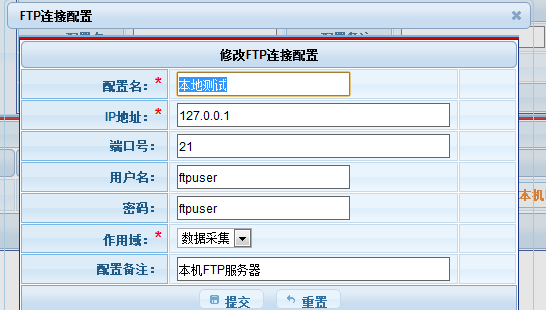 FTP连接配置
修改FTP连接配置
配置名：* 本地测试
IP地址：* 127.0.0.1
端口号： 21
用户名： ftpuser
密码： ftpuser
作用域：* 数据采集
配置备注： 本机FTP服务器
提交 重置
本机